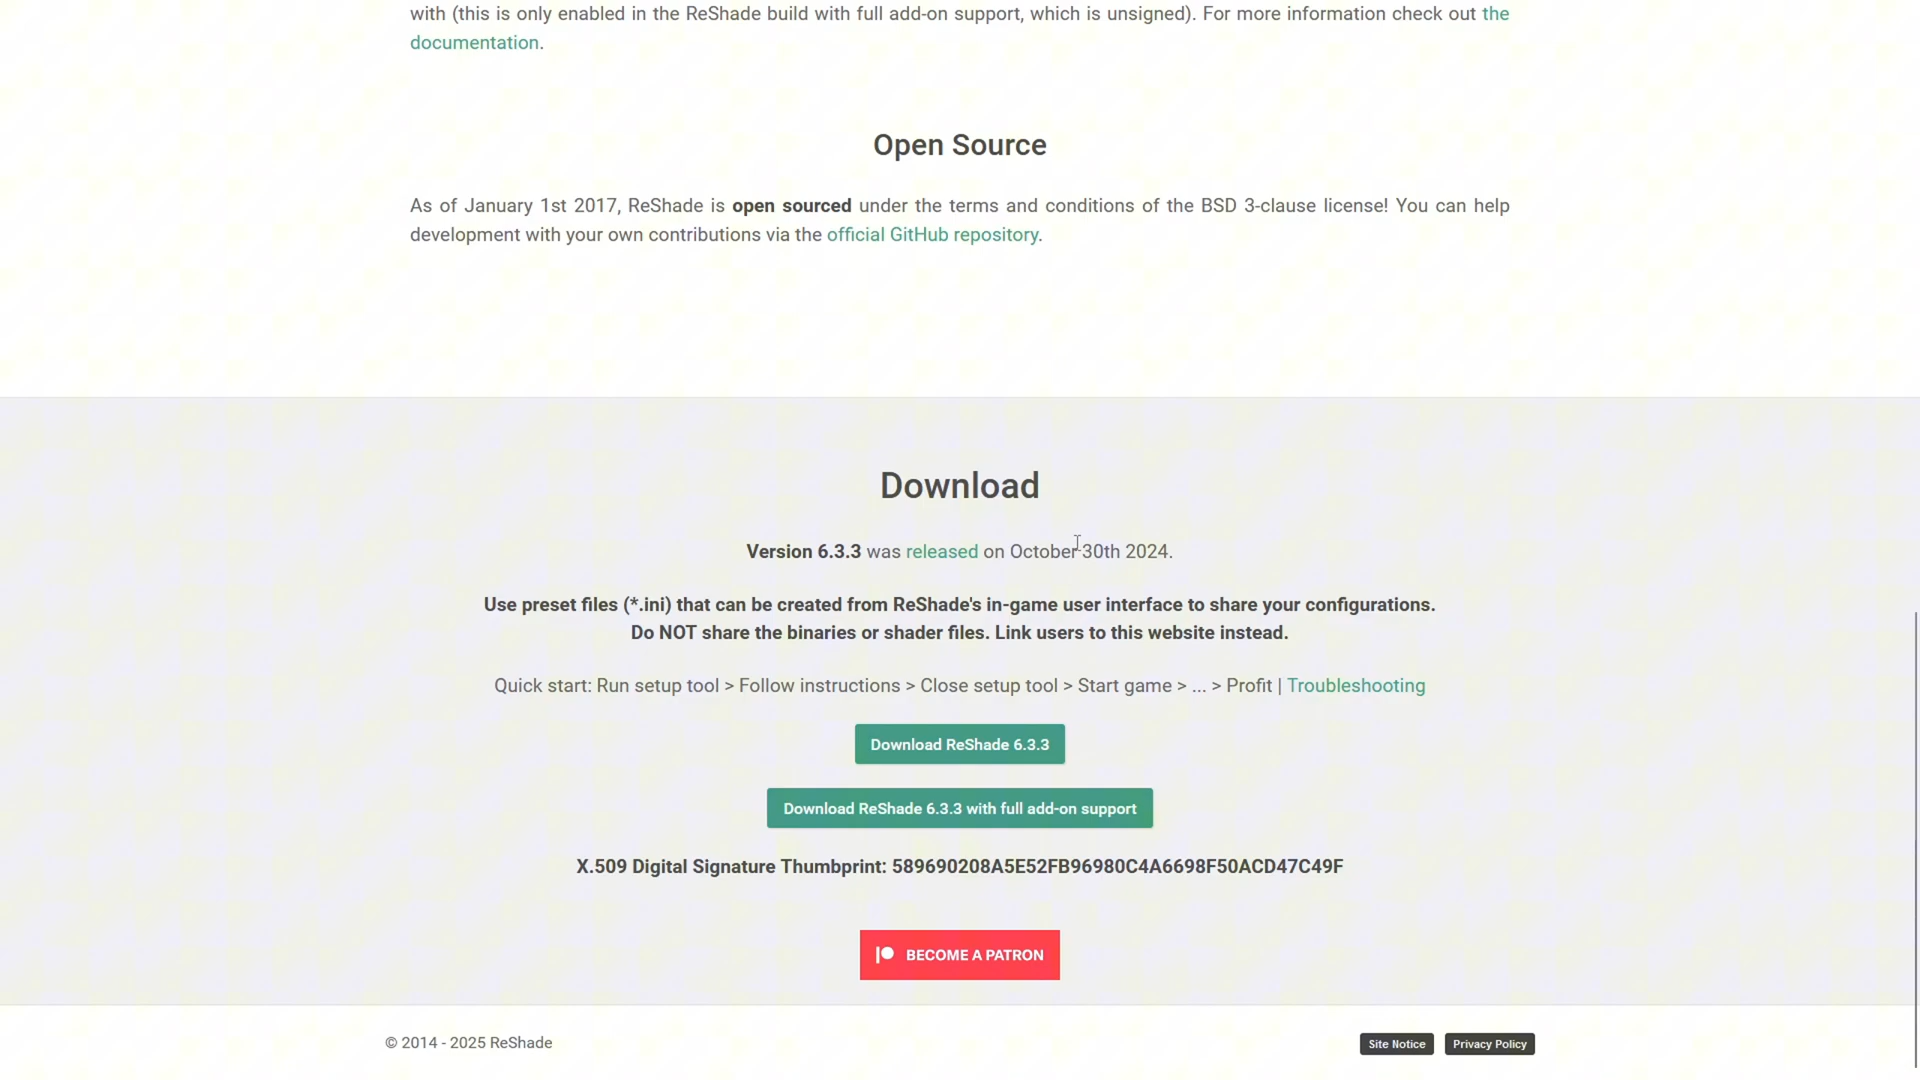 with (this is only enabled in the ReShade build with full add-on support, which is unsigned). For more information check out the
documentation.
Open Source
As of January 1st 2017, ReShade is open sourced under the terms and conditions of the BSD 3-clause license! You can help
development with your own contributions via the official GitHub repository.
Download
Version 6.3.3 was released on October 30th 2024.
Use preset files (*.ini) that can be created from ReShade's in-game user interface to share your configurations.
Do NOT share the binaries or shader files. Link users to this website instead.
Quick start: Run setup tool > Follow instructions > Close setup tool > Start game > ... > Profit | Troubleshooting
Download ReShade 6.3.3
Download ReShade 6.3.3 with full add-on support
X.509 Digital Signature Thumbprint: 589690208A5E52FB96980C4A6698F50ACD47C49F
BECOME A PATRON
© 2014 - 2025 ReShade
Site Notice
Privacy Policy